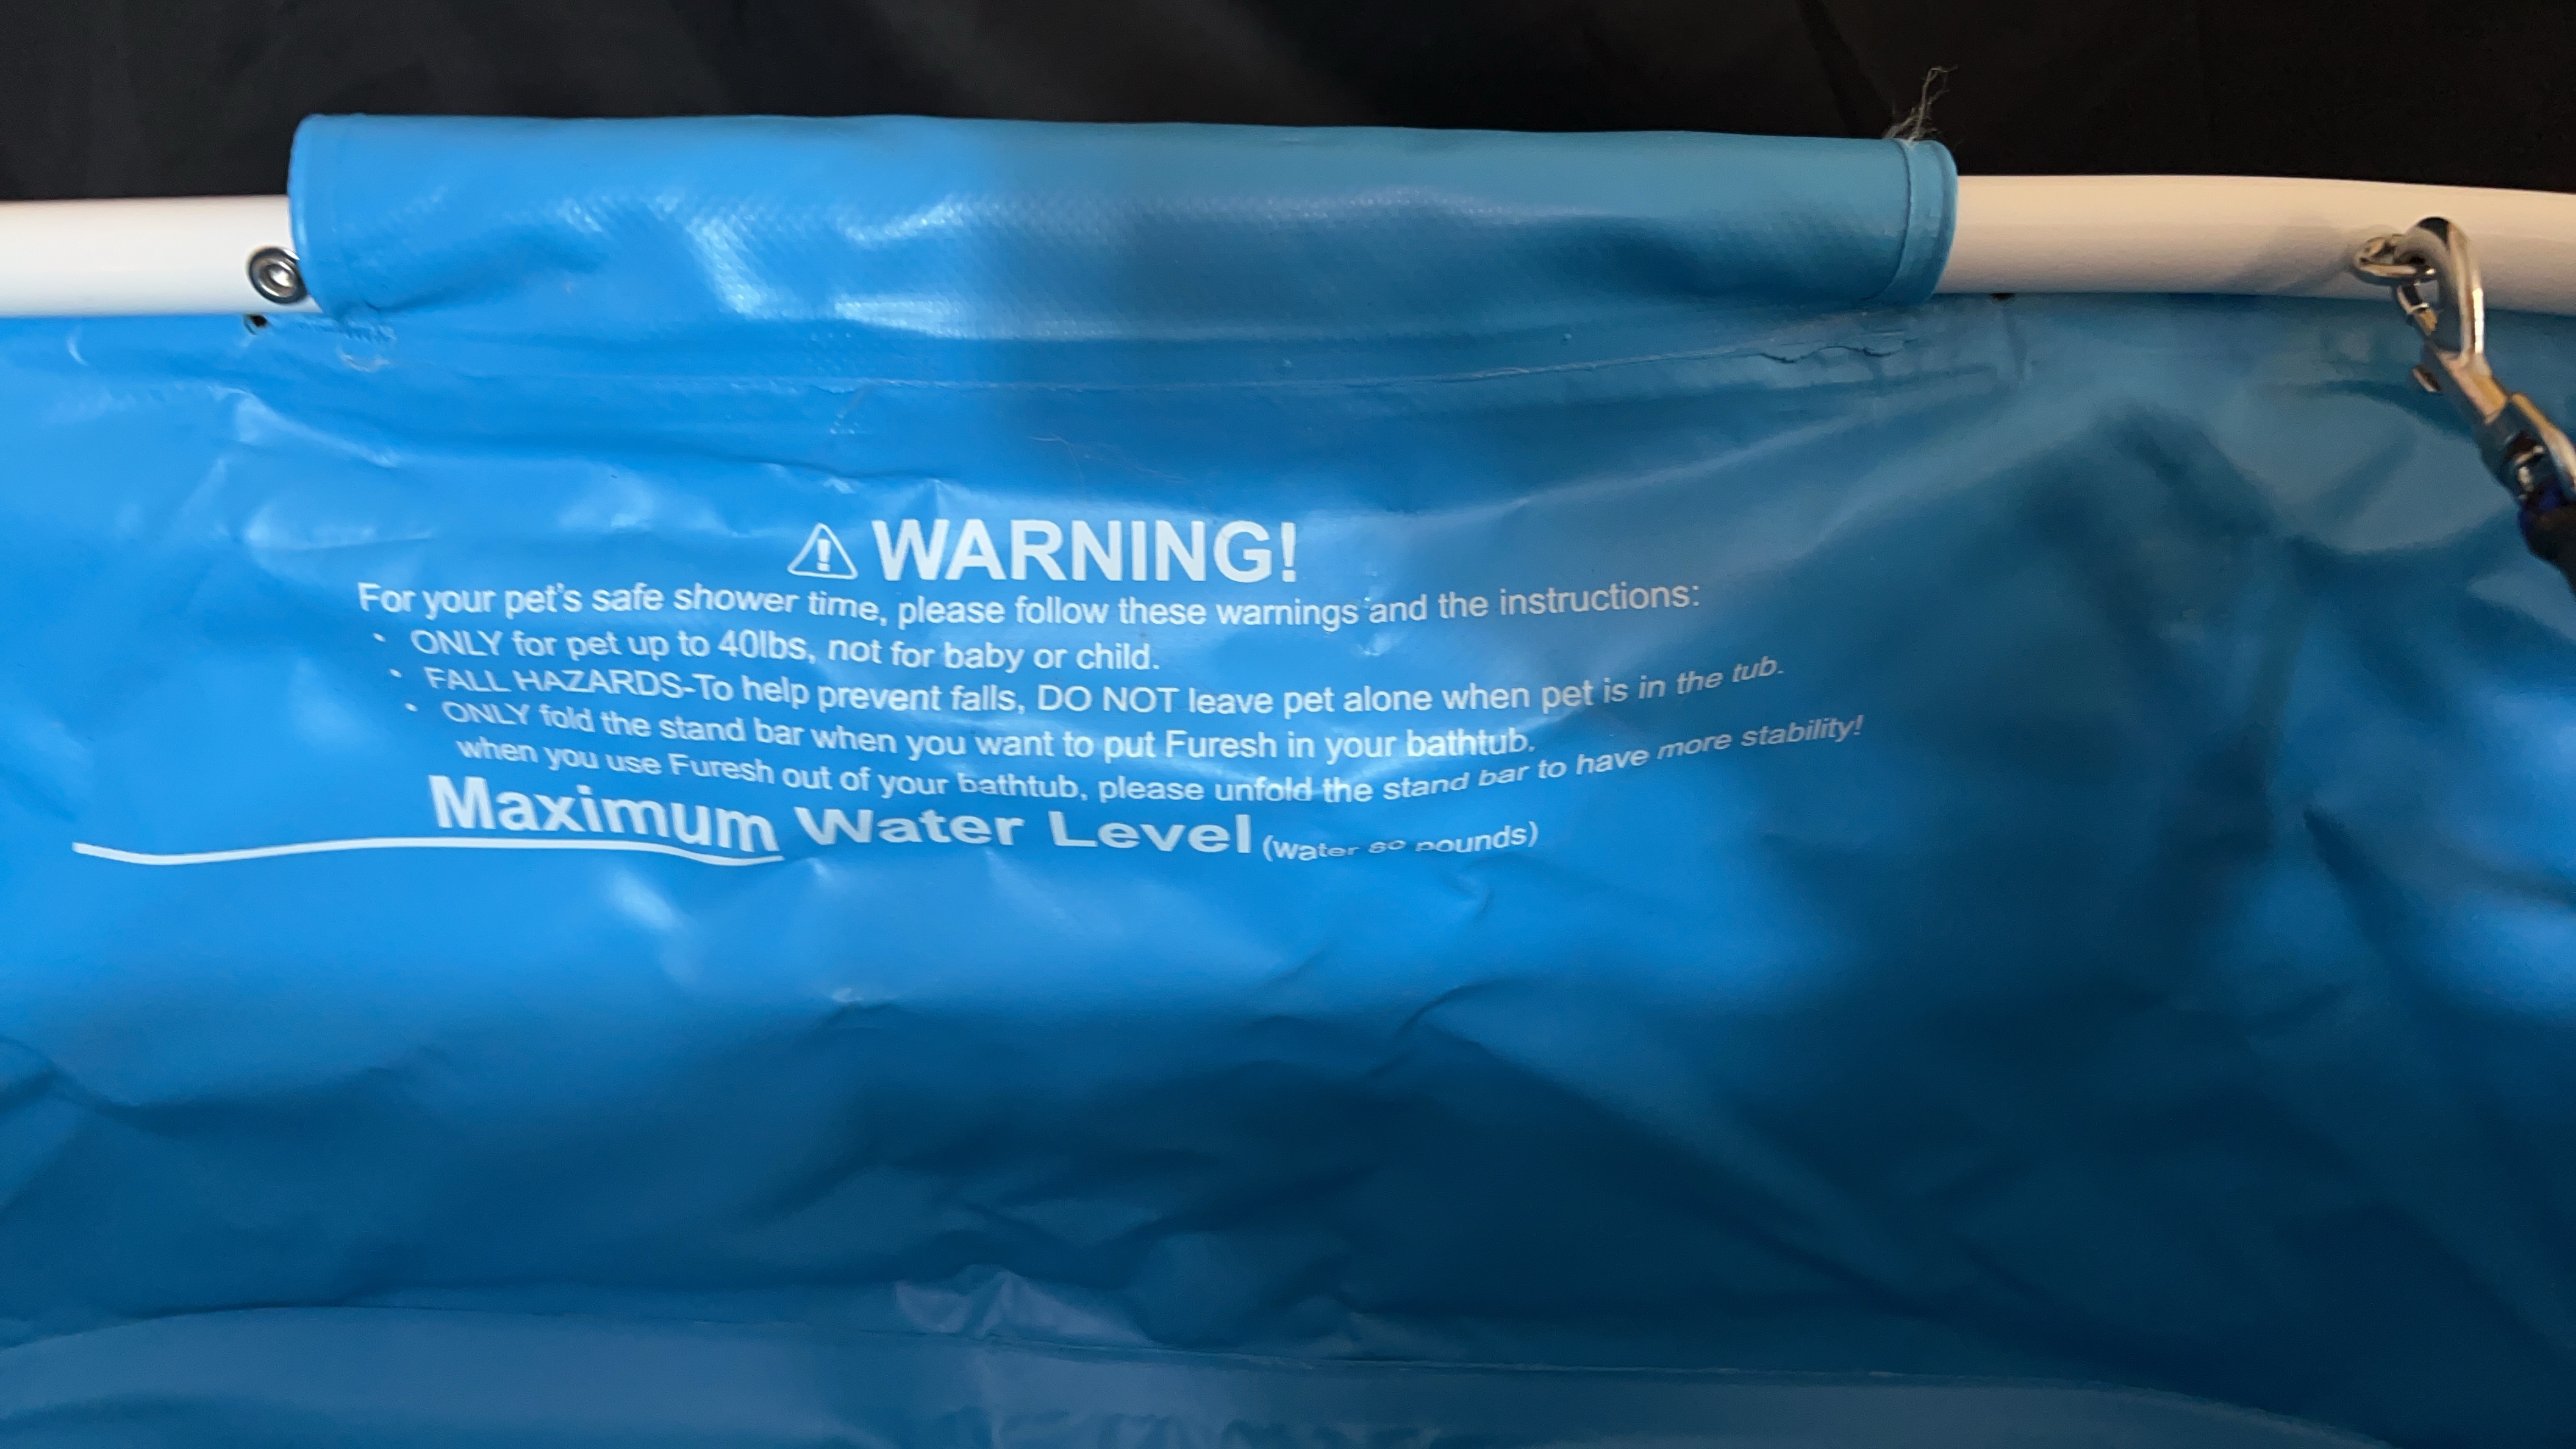 WARNING!
For your pet's safe shower time, please follow these warnings and the instructions:
• ONLY for pet up to 40lbs, not for baby or child.
• FALL HAZARDS-To help prevent falls, DO NOT leave pet alone when pet is in the tub.
• ONLY fold the stand bar when you want to put Furesh in your bathtub,
when you use Furesh out of your bathtub, please unfold the stand bar to have more stability!
Maximum Water Level (water pounds)